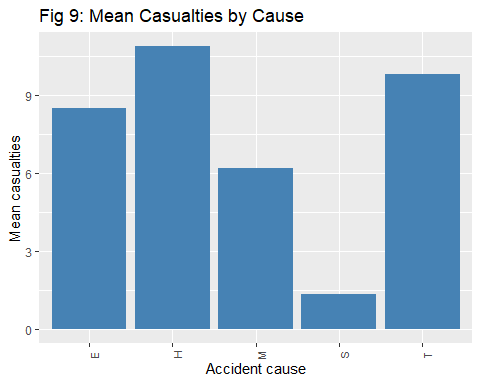 Fig 9: Mean Casualties by Cause
Mean casualties
9
6
3
0
E
H
M
S
T
Accident cause